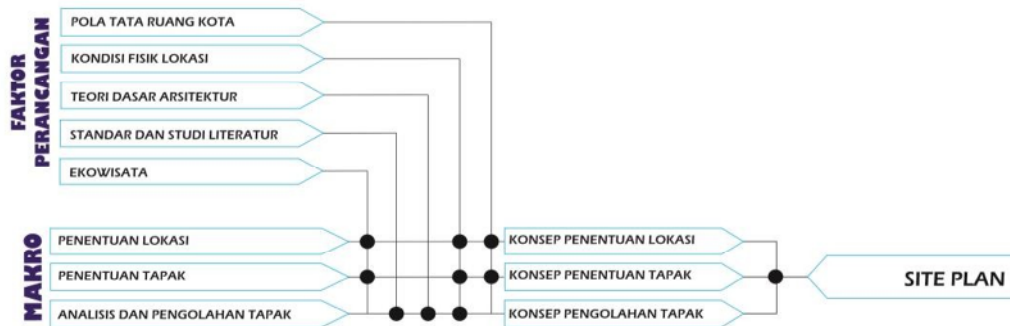 FAKTOR
PERANCANGAN
POLA TATA RUANG KOTA
KONDISI FISIK LOKASI
TEORI DASAR ARSITEKTUR
STANDAR DAN STUDI LITERATUR
EKOWISATA
MAKRO
PENENTUAN LOKASI
PENENTUAN TAPAK
ANALISIS DAN PENGOLAHAN TAPAK
KONSEP PENENTUAN LOKASI
KONSEP PENENTUAN TAPAK
KONSEP PENGOLAHAN TAPAK
SITE PLAN